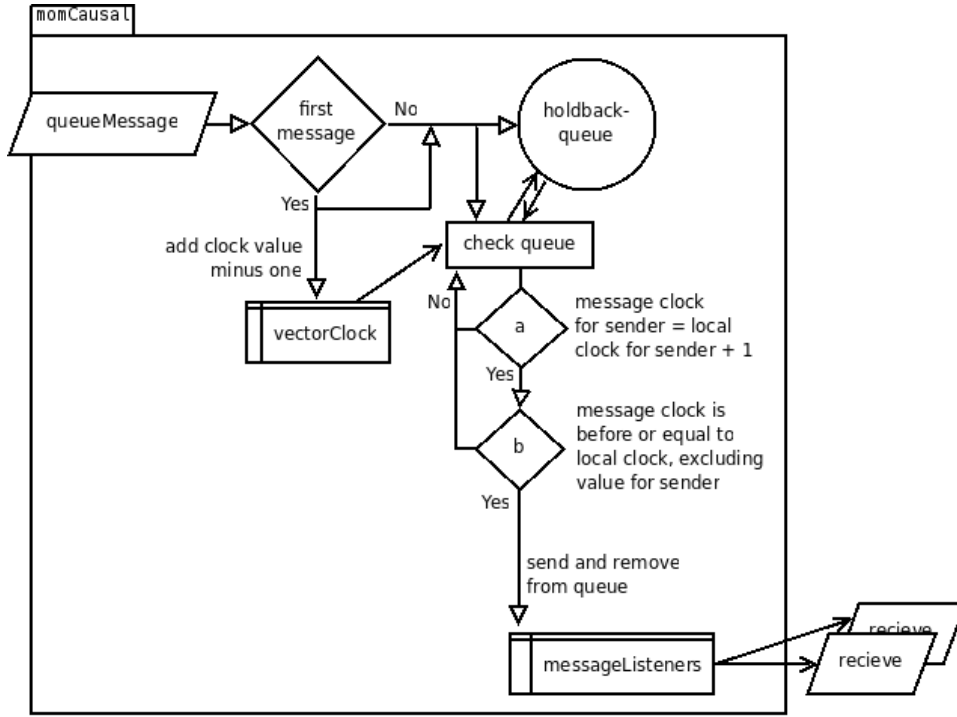 momCausal
queueMessage
first
message
No
holdback-
queue
Yes
add clock value
minus one
check queue
vectorClock
No
a
message clock
for sender = local
clock for sender + 1
Yes
b
message clock is
before or equal to
local clock, excluding
value for sender
Yes
send and remove
from queue
messageListeners
recieve
recieve